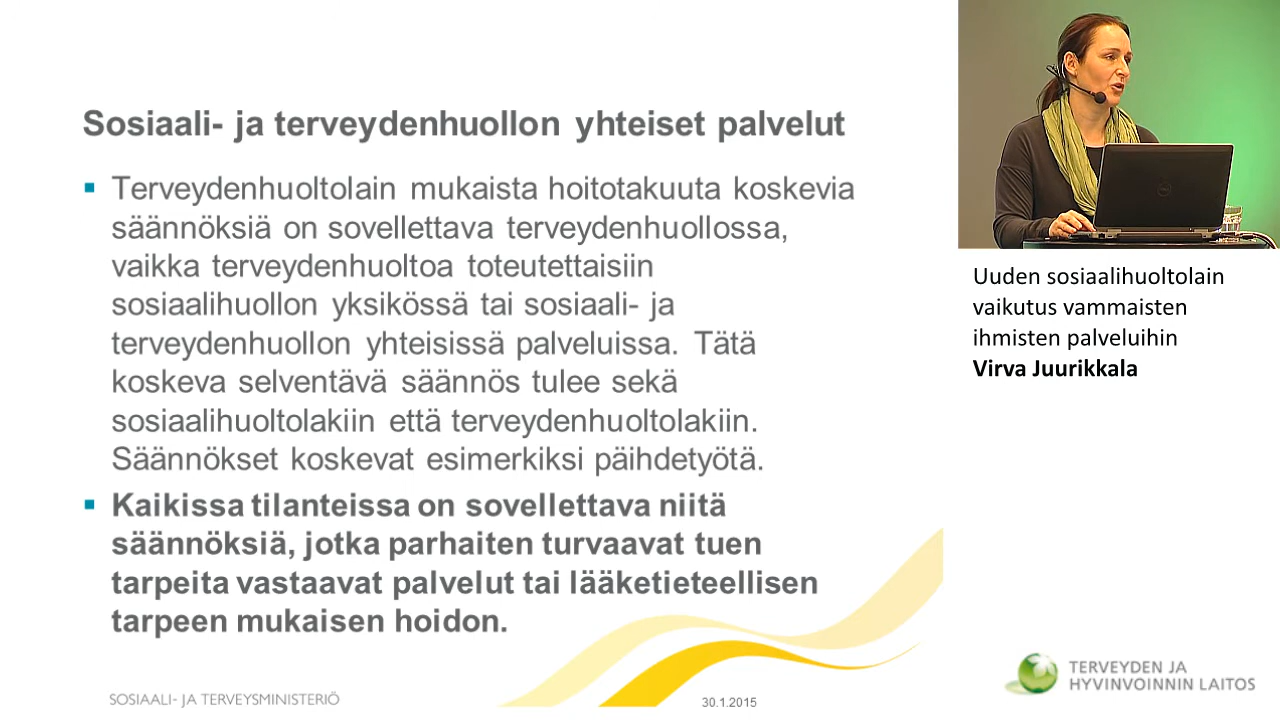 Sosiaali- ja terveydenhuollon yhteiset palvelut
Terveydenhuoltolain mukaista hoitotakuuta koskevia
säännöksiä on sovellettava terveydenhuollossa,
vaikka terveydenhuoltoa toteutettaisiin
sosiaalihuollon yksikössä tai sosiaali- ja
terveydenhuollon yhteisissä palveluissa. Tätä
koskeva selventävä säännös tulee sekä
sosiaalihuoltolakiin että terveydenhuoltolakiin.
Säännökset koskevat esimerkiksi päihdetyötä.
Kaikissa tilanteissa on sovellettava niitä
säännöksiä, jotka parhaiten turvaavat tuen
tarpeita vastaavat palvelut tai lääketieteellisen
tarpeen mukaisen hoidon.
SOSIAALI- JA TERVEYSMINISTERIÖ
30.1.2015
Uuden sosiaalihuoltolain
vaikutus vammaisten
ihmisten palveluihin
Virva Juurikkala
TERVEYDEN JA
HYVINVOINNIN LAITOS